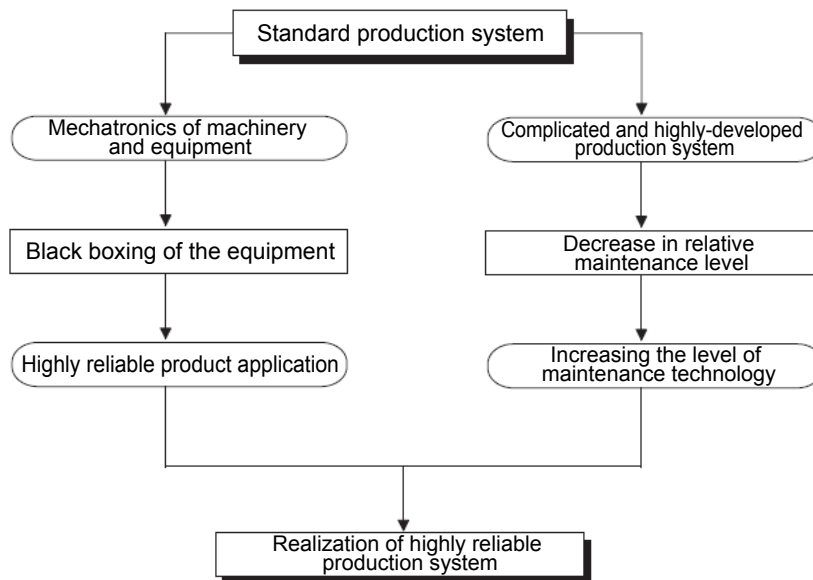 Standard production system
Mechatronics of machinery
and equipment
Complicated and highly-developed
production system
Black boxing of the equipment
Decrease in relative
maintenance level
Highly reliable product application
Increasing the level of
maintenance technology
Realization of highly reliable
production system